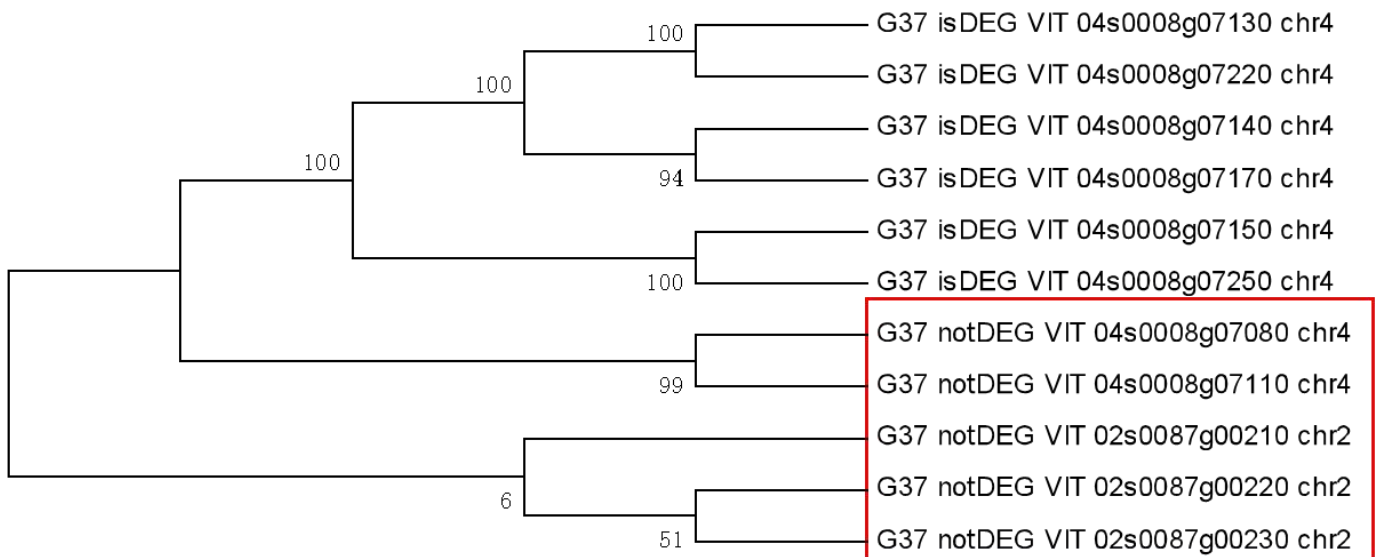 G37 isDEG VIT 04s0008g07130 chr4
100
G37 isDEG VIT 04s0008g07220 chr4
100
G37 isDEG VIT 04s0008g07140 chr4
100
94
G37 isDEG VIT 04s0008g07170 chr4
G37 isDEG VIT 04s0008g07150 chr4
100
G37 isDEG VIT 04s0008g07250 chr4
G37 notDEG VIT 04s0008g07080 chr4
99
G37 notDEG VIT 04s0008g07110 chr4
G37 notDEG VIT 02s0087g00210 chr2
6
G37 notDEG VIT 02s0087g00220 chr2
51
G37 notDEG VIT 02s0087g00230 chr2